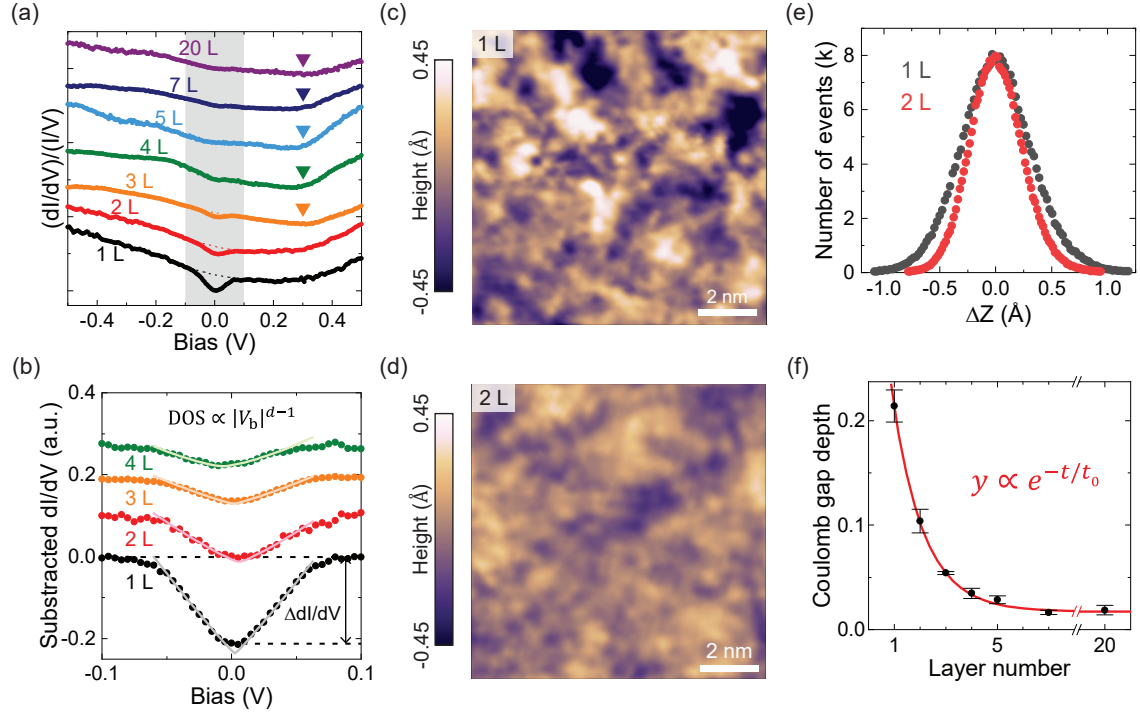 (a)
20 L
7 L
5 L
4 L
3 L
2 L
1 L
(dI/dV)/(I/V)
-0.4
-0.2
0.0
0.2
0.4
Bias (V)
(b)
DOS ∝ |V_b|^{d−1}
0.4
0.2
0.0
-0.2
4 L
3 L
2 L
1 L
ΔdI/dV
Substracted dI/dV (a.u.)
-0.1
0.0
0.1
Bias (V)
(c)
1 L
0.45
Height (Å)
-0.45
2 nm
(d)
2 L
0.45
Height (Å)
-0.45
2 nm
(e)
1 L
2 L
8
6
4
2
0
Number of events (k)
-1.0
-0.5
0.0
0.5
1.0
ΔZ (Å)
(f)
0.2
0.1
0.0
Coulomb gap depth
y ∝ e^{−t/t_0}
1
5
20
Layer number